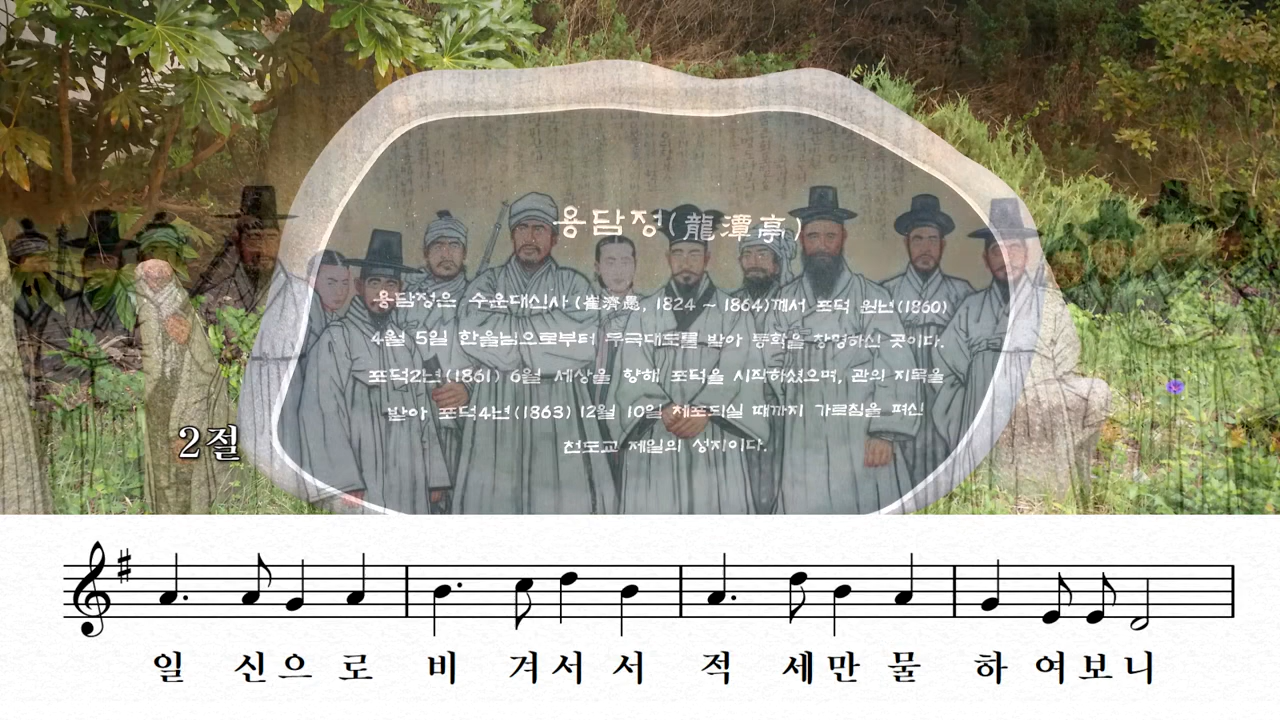 용담정(龍潭亭)
용담정은 수운대신사(崔濟愚, 1824 ~ 1864)께서 포덕 원년(1860)
4월 5일 한울님으로부터 무극대도를 받아 동학을 창명하신 곳이다.
포덕2년(1861) 6월 세상을 향해 포덕을 시작하셨으며, 관의 지목을
받아 포덕4년(1863) 12월 10일 체포되실 때까지 가르침을 펴신
천도교 제일의 성지이다.
2절
일 신으로 비 겨서서 적 세만 물 하여보니